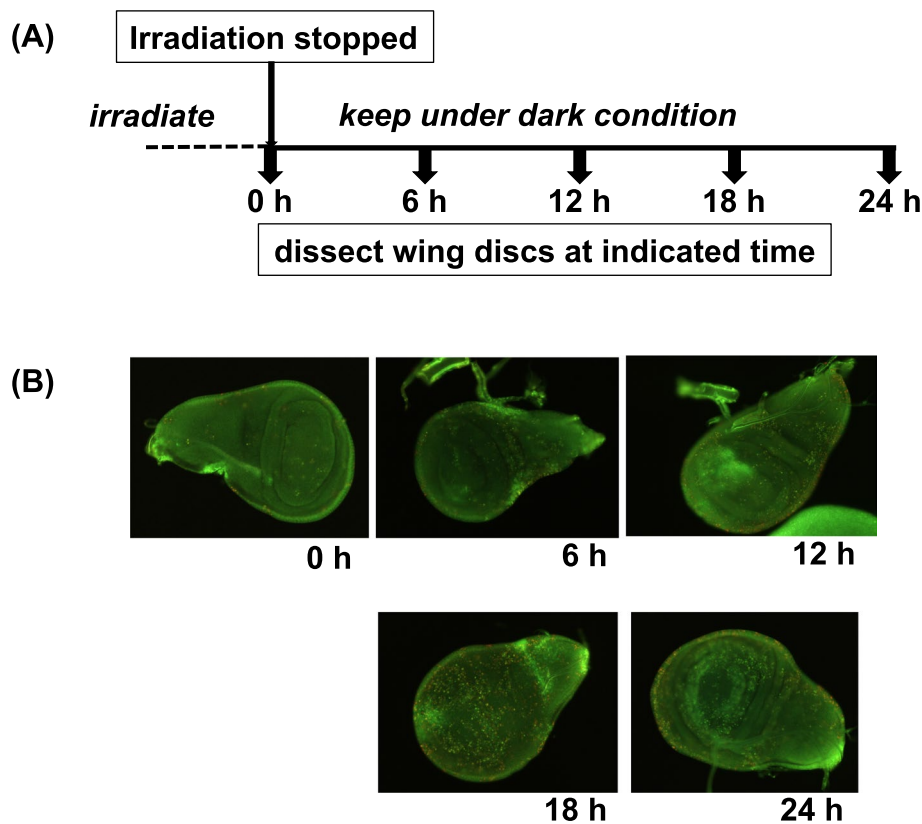 (A)
Irradiation stopped
irradiate
keep under dark condition
0 h 6 h 12 h 18 h 24 h
dissect wing discs at indicated time
(B)
0 h 6 h 12 h
18 h 24 h